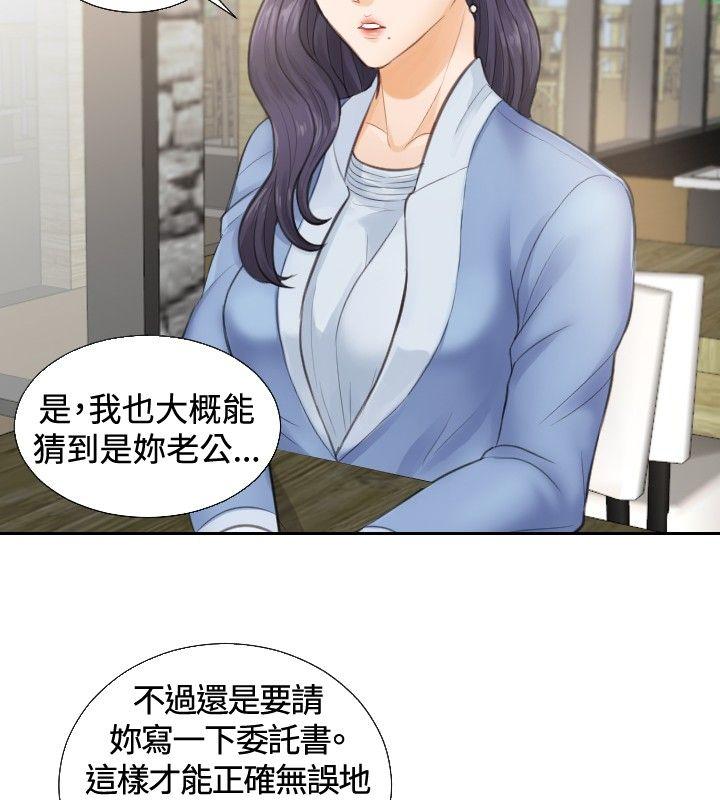 是，我也大概能
猜到是妳老公...
不過還是要請
妳寫一下委託書。
這樣才能正確無誤地